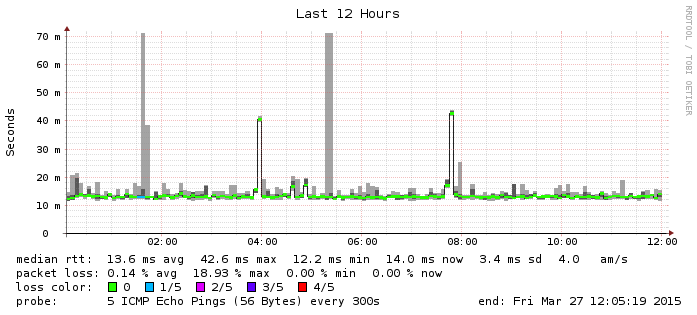 Last 12 Hours
RRDTOOL / TOBI OETIKER
Seconds
70 m
60 m
50 m
40 m
30 m
20 m
10 m
0
02:00 04:00 06:00 08:00 10:00 12:00
median rtt: 13.6 ms avg 42.6 ms max 12.2 ms min 14.0 ms now 3.4 ms sd 4.0 am/s
packet loss: 0.14 % avg 18.93 % max 0.00 % min 0.00 % now
loss color: 0 1/5 2/5 3/5 4/5
probe: 5 ICMP Echo Pings (56 Bytes) every 300s end: Fri Mar 27 12:05:19 2015